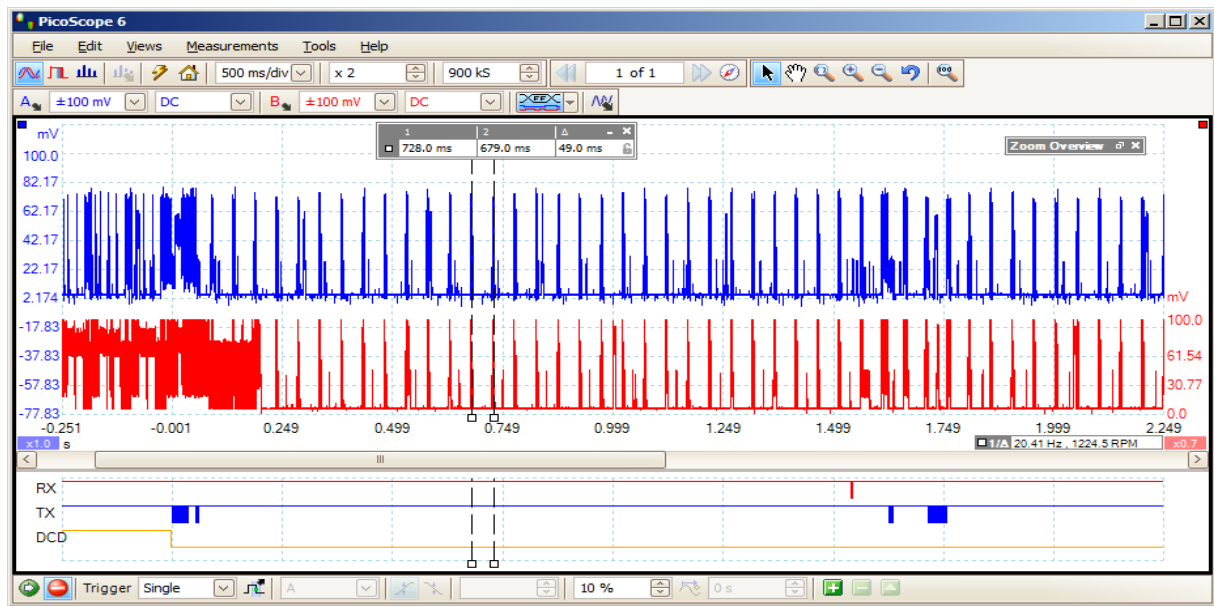 PicoScope 6
File Edit Views Measurements Tools Help
500 ms/div x 2 900 kS 1 of 1
A ±100 mV DC B ±100 mV DC
1 2 Δ
728.0 ms 679.0 ms 49.0 ms
Zoom Overview
mV
100.0
82.17
62.17
42.17
22.17
2.174
-17.83
-37.83
-57.83
-77.83
mV
100.0
61.54
30.77
0.0
-0.251 -0.001 0.249 0.499 0.749 0.999 1.249 1.499 1.749 1.999 2.249
x1.0 s 1/Δ 20.41 Hz , 1224.5 RPM x0.7
RX
TX
DCD
Trigger Single A 10 % 0 s